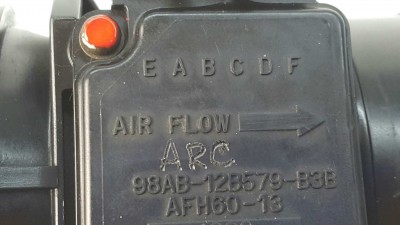 E A B C D F
AIR FLOW
ARC
98AB-12B579-B3B
AFH60-13